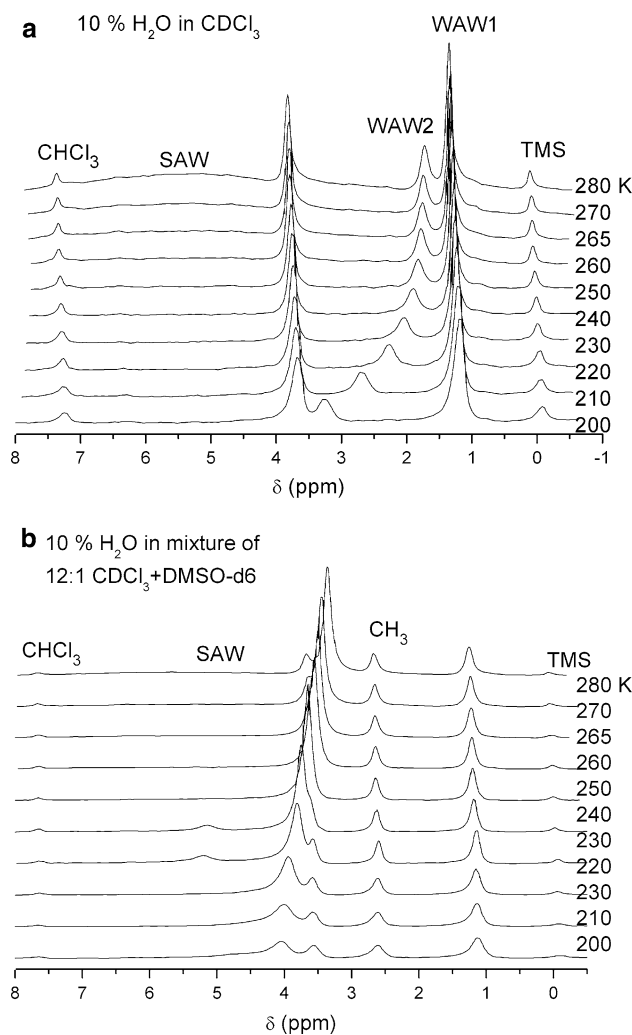 a 10 % H₂O in CDCl₃
WAW1
WAW2
CHCl₃
SAW
TMS
280 K
270
265
260
250
240
230
220
210
200
8 7 6 5 4 3 2 1 0 -1
δ (ppm)
b 10 % H₂O in mixture of
12:1 CDCl₃+DMSO-d6
CHCl₃
SAW
CH₃
TMS
280 K
270
265
260
250
240
230
220
230
210
200
8 7 6 5 4 3 2 1 0
δ (ppm)